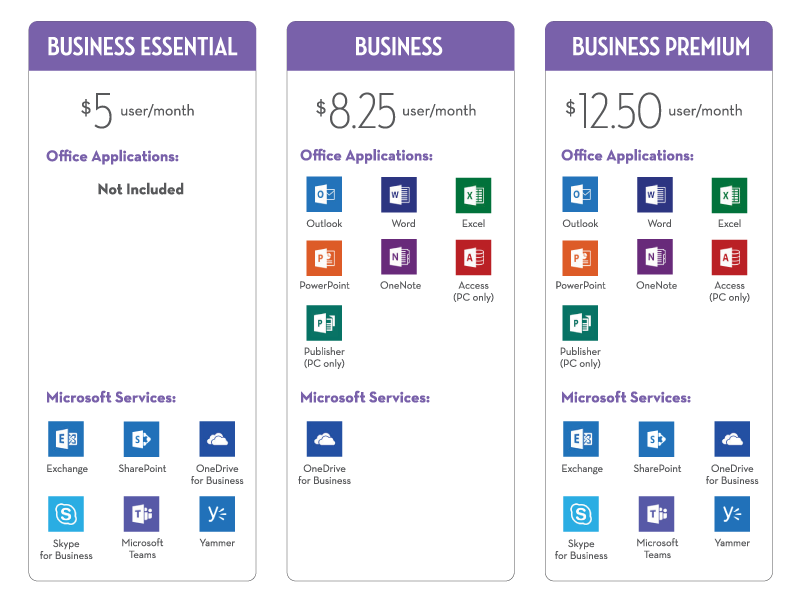 BUSINESS ESSENTIAL
$5 user/month
Office Applications:
Not Included
Microsoft Services:
Exchange SharePoint OneDrive
for Business
Skype
for Business Microsoft
Teams Yammer
BUSINESS
$8.25 user/month
Office Applications:
Outlook Word Excel
PowerPoint OneNote Access
(PC only)
Publisher
(PC only)
Microsoft Services:
OneDrive
for Business
BUSINESS PREMIUM
$12.50 user/month
Office Applications:
Outlook Word Excel
PowerPoint OneNote Access
(PC only)
Publisher
(PC only)
Microsoft Services:
Exchange SharePoint OneDrive
for Business
Skype
for Business Microsoft
Teams Yammer